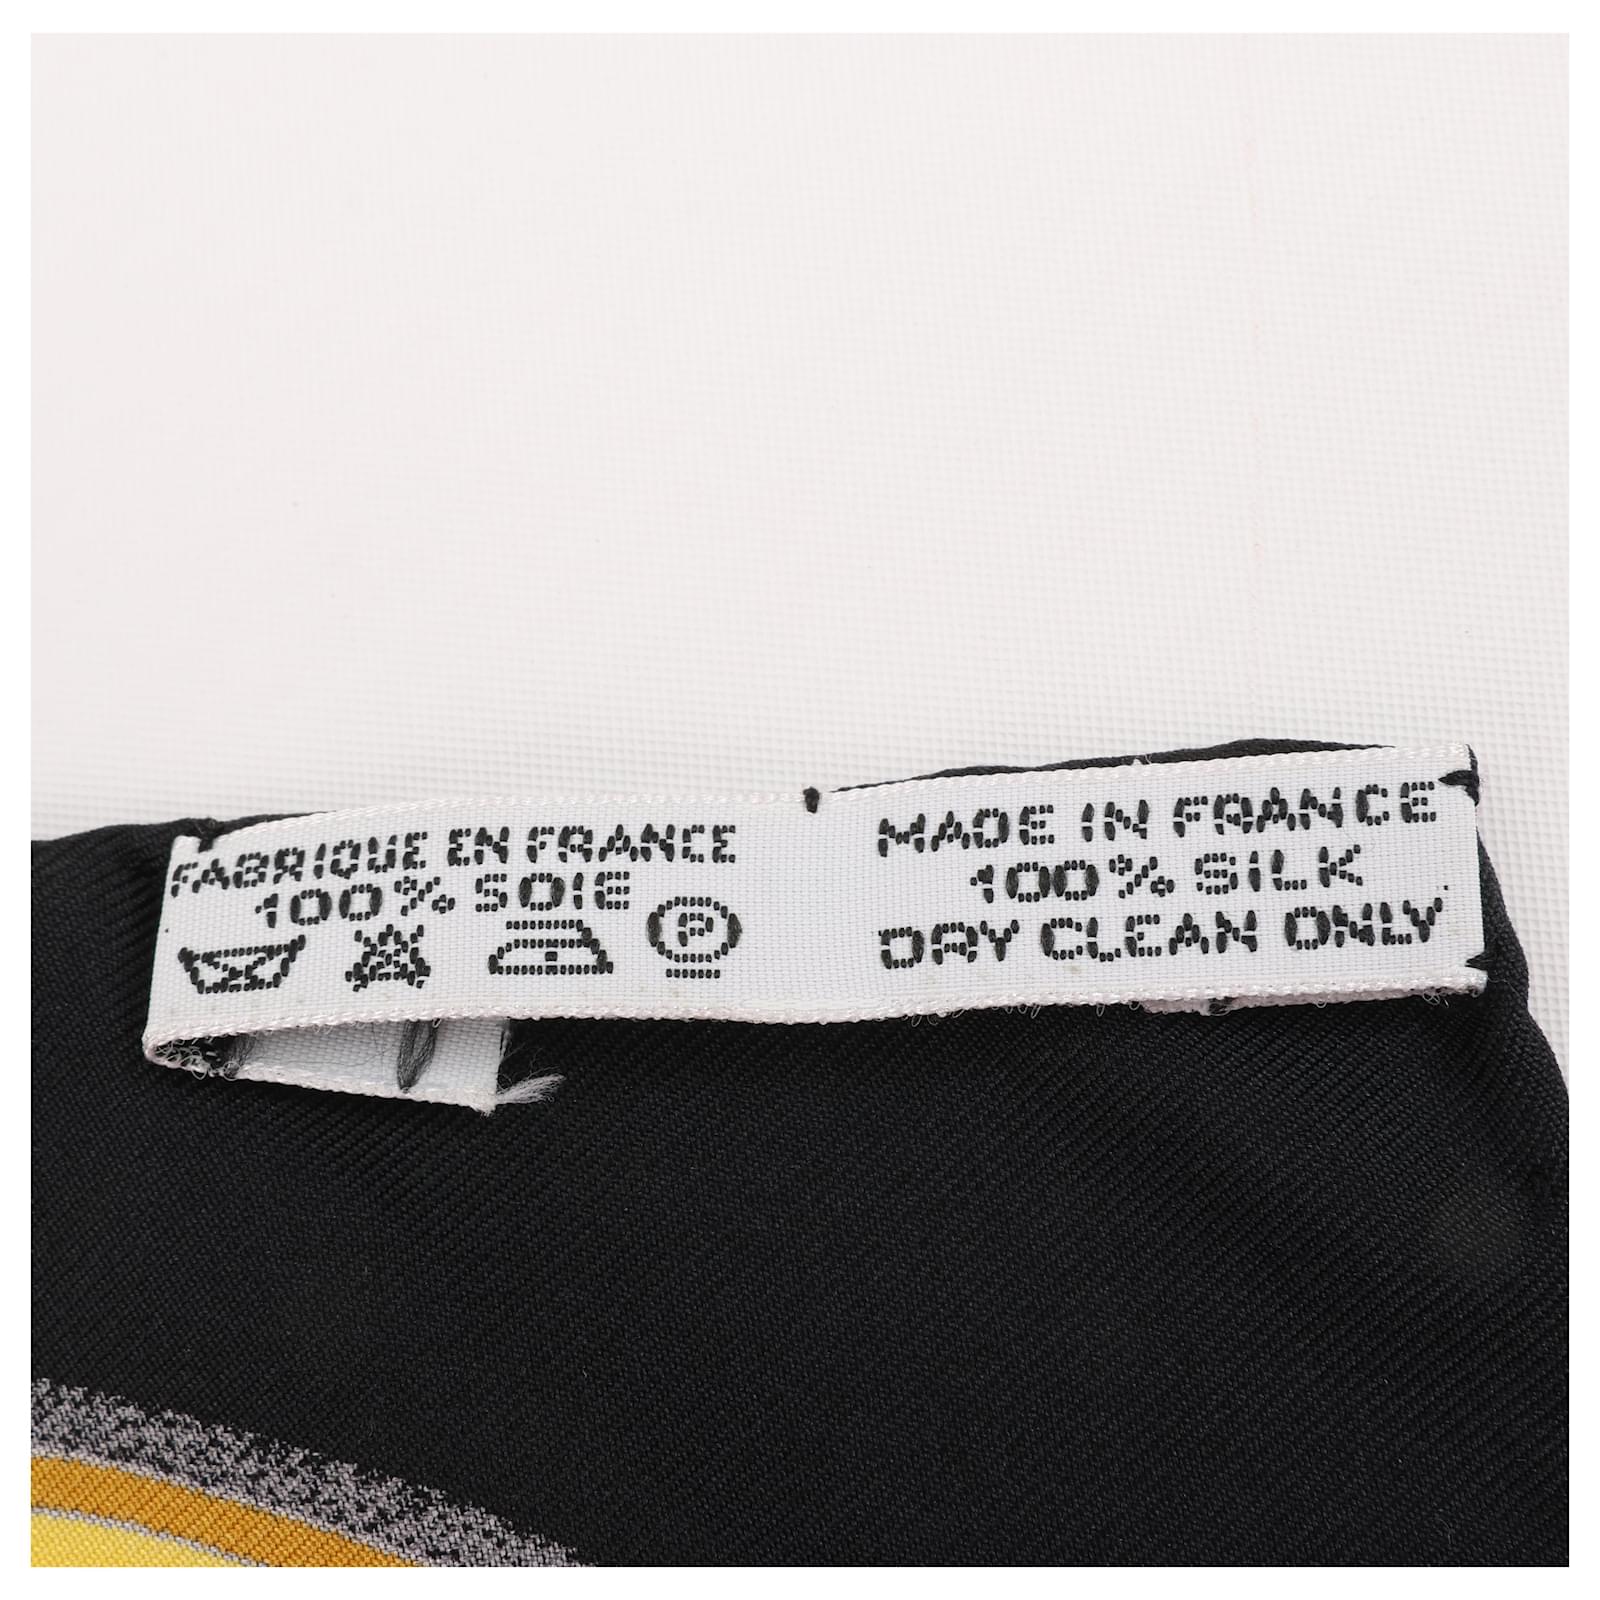 FABRIQUE EN FRANCE
100% SOIE
P
MADE IN FRANCE
100% SILK
DRY CLEAN ONLY